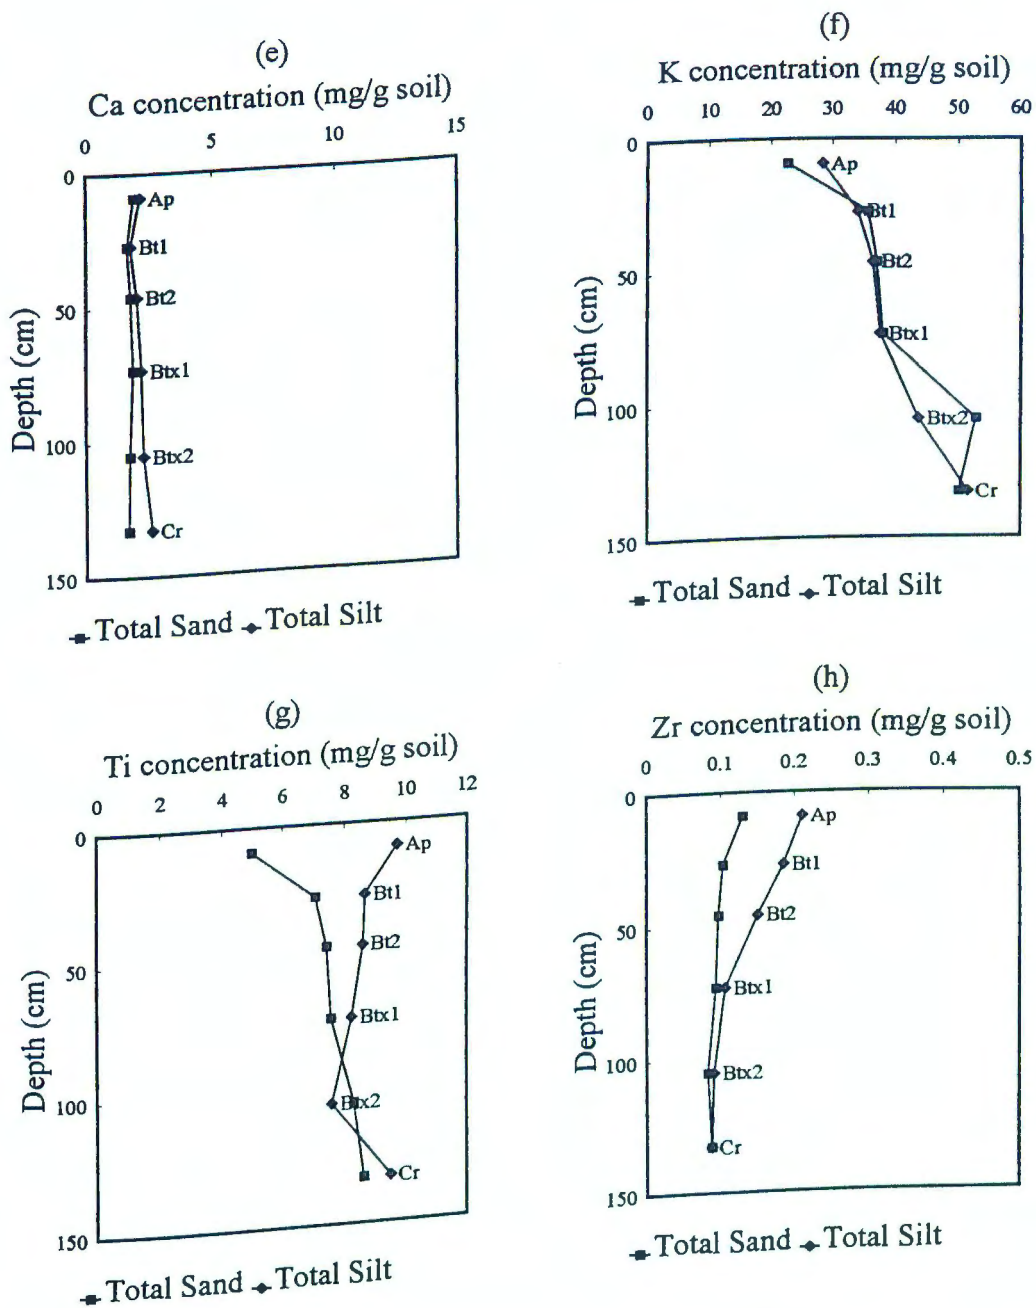 (e)
Ca concentration (mg/g soil)
0 5 10 15
0
50
100
150
Depth (cm)
Ap
Bt1
Bt2
Btx1
Btx2
Cr
Total Sand Total Silt
(f)
K concentration (mg/g soil)
0 10 20 30 40 50 60
0
50
100
150
Depth (cm)
Ap
Bt1
Bt2
Btx1
Btx2
Cr
Total Sand Total Silt
(g)
Ti concentration (mg/g soil)
0 2 4 6 8 10 12
0
50
100
150
Depth (cm)
Ap
Bt1
Bt2
Btx1
Btx2
Cr
Total Sand Total Silt
(h)
Zr concentration (mg/g soil)
0 0.1 0.2 0.3 0.4 0.5
0
50
100
150
Depth (cm)
Ap
Bt1
Bt2
Btx1
Btx2
Cr
Total Sand Total Silt